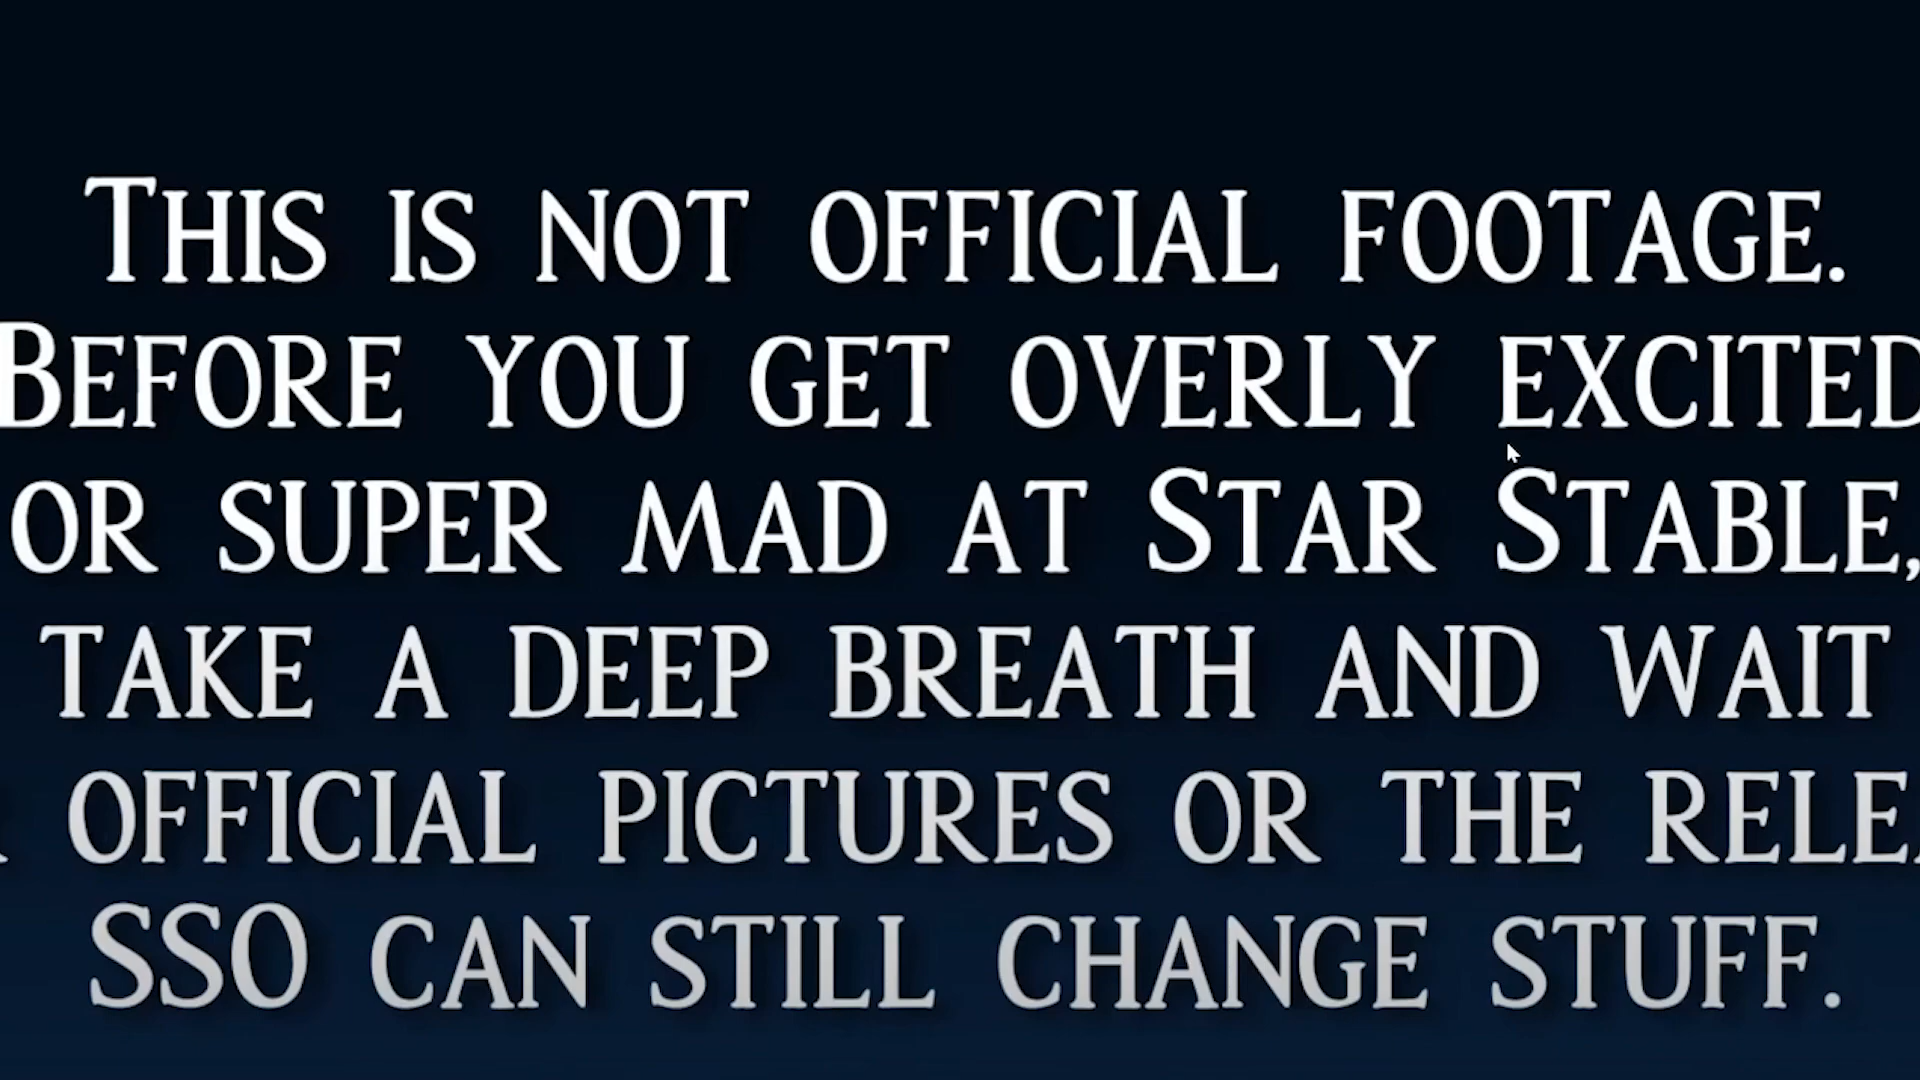 This is not official footage.
Before you get overly excited
or super mad at Star Stable,
take a deep breath and wait
official pictures or the
SSO can still change stuff.